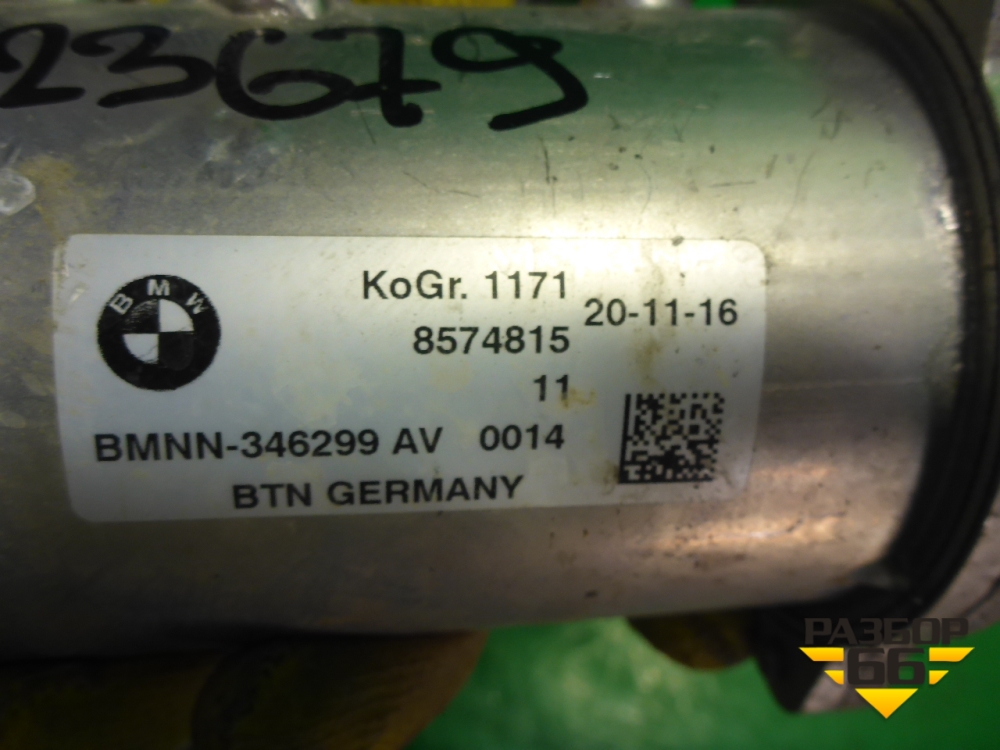 23679
BMW
KoGr. 1171
20-11-16
8574815
11
BMNN-346299 AV 0014
BTN GERMANY
РАЗБОР
66